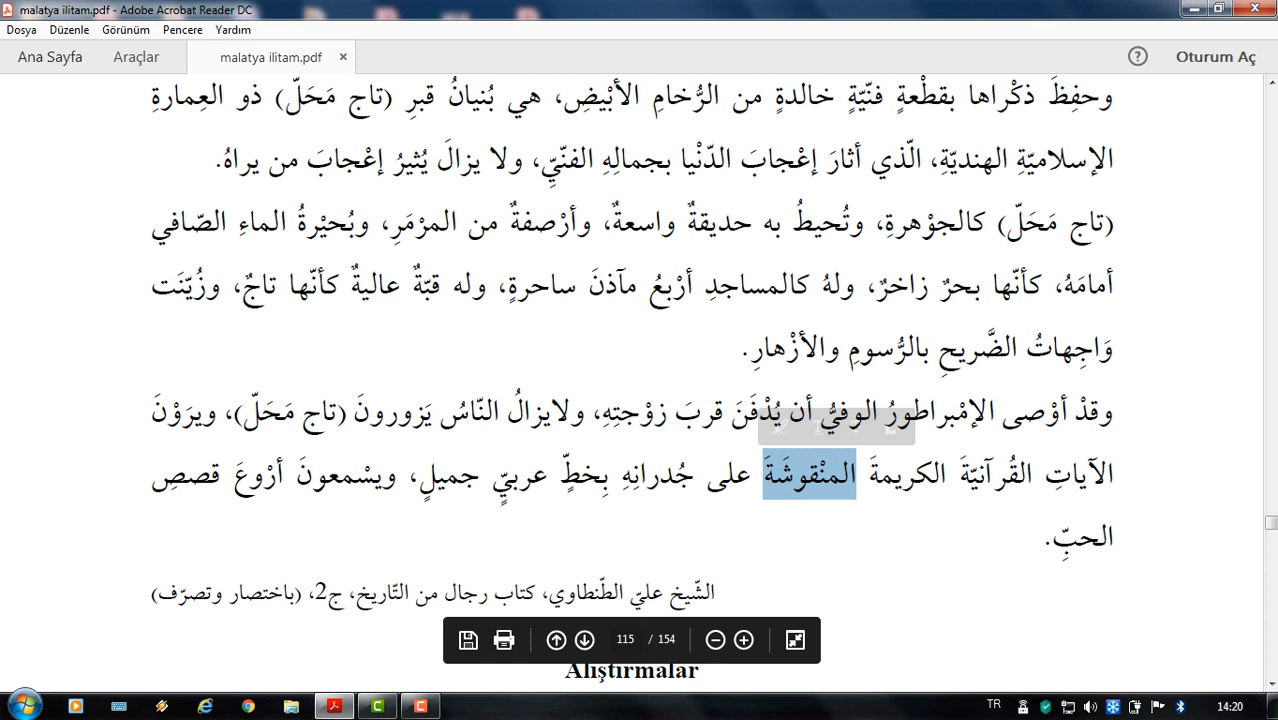 malatya ilitam.pdf - Adobe Acrobat Reader DC
Dosya Düzenle Görünüm Pencere Yardım
Ana Sayfa Araçlar malatya ilitam.pdf × ? Oturum Aç
وحفِظَ ذكْراها بقطْعةٍ فنّيّةٍ خالدةٍ من الرُّخامِ الأبْيضِ، هي بُنيانُ قبرِ (تاج مَحَلّ) ذو العِمارةِ
الإسلاميّةِ الهنديّةِ، الّذي أثارَ إعْجابَ الدّنْيا بجمالِهِ الفنّيِّ، ولا يزالَ يُثيرُ إعْجابَ من يراهُ.
(تاج مَحَلّ) كالجوْهرةِ، وتُحيطُ به حديقةٌ واسعةٌ، وأرْصفةٌ من المرْمَرِ، وبُحيْرةُ الماءِ الصّافي
أمامَهُ، كأنّها بحرٌ زاخرٌ، ولهُ كالمساجدِ أرْبعُ مآذنَ ساحرةٍ، وله قبّةٌ عاليةٌ كأنّها تاجٌ، وزُيّنَت
وَاجِهاتُ الضَّريحِ بالرُّسومِ والأزْهارِ.
وقدْ أوْصى الإمْبراطورُ الوفيُّ أن يُدْفَنَ قربَ زوْجتِهِ، ولايزالُ النّاسُ يَزورونَ (تاج مَحَلّ)، ويرَوْنَ
الآياتِ القُرآنيّةَ الكريمةَ المنْقوشَةَ على جُدرانِهِ بِخطٍّ عربيٍّ جميلٍ، ويسْمعونَ أرْوعَ قصصِ
الحبِّ.
الشّيخ عليّ الطّنطاوي، كتاب رجال من التّاريخ، ج2، (باختصار وتصرّف)
115 / 154
Alıştırmalar
TR 14:20